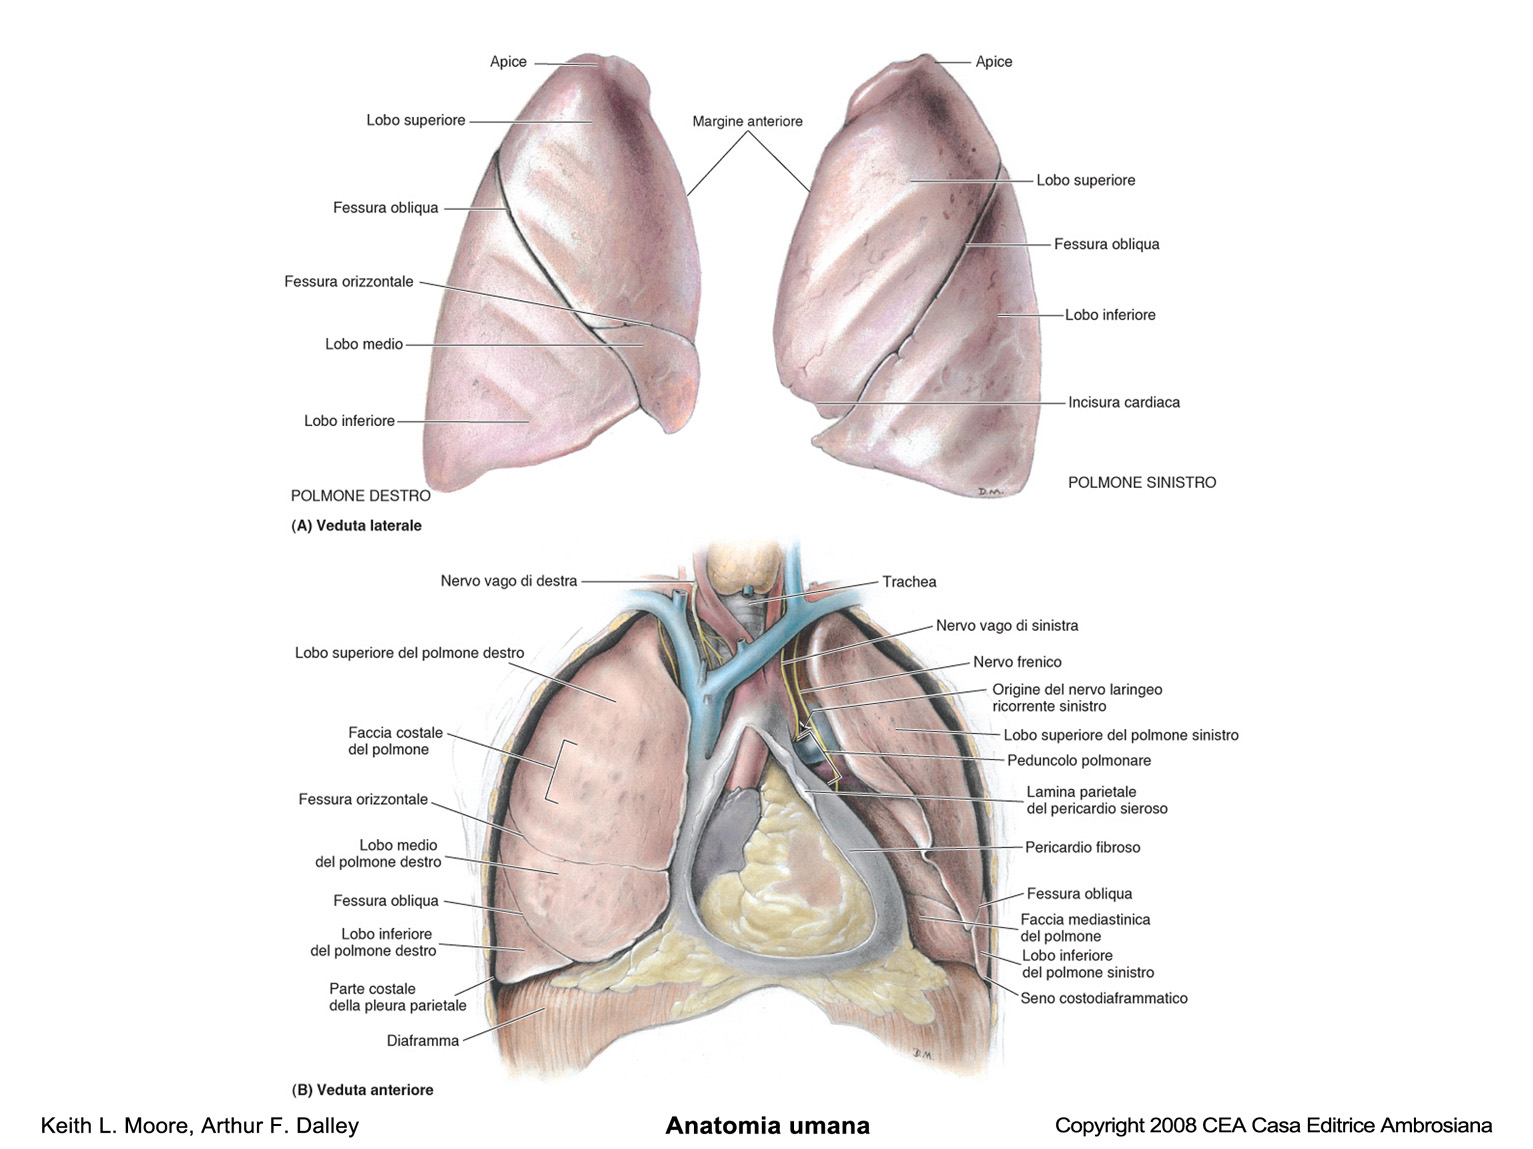 Apice
Apice
Lobo superiore
Margine anteriore
Lobo superiore
Fessura obliqua
Fessura obliqua
Fessura orizzontale
Lobo inferiore
Lobo medio
Incisura cardiaca
Lobo inferiore
POLMONE DESTRO
POLMONE SINISTRO
D.M.
(A) Veduta laterale
Nervo vago di destra
Trachea
Nervo vago di sinistra
Lobo superiore del polmone destro
Nervo frenico
Origine del nervo laringeo
ricorrente sinistro
Faccia costale
del polmone
Lobo superiore del polmone sinistro
Peduncolo polmonare
Fessura orizzontale
Lamina parietale
del pericardio sieroso
Lobo medio
del polmone destro
Pericardio fibroso
Fessura obliqua
Fessura obliqua
Faccia mediastinica
del polmone
Lobo inferiore
del polmone destro
Lobo inferiore
del polmone sinistro
Parte costale
della pleura parietale
Seno costodiaframmatico
Diaframma
D.M.
(B) Veduta anteriore
Keith L. Moore, Arthur F. Dalley
Anatomia umana
Copyright 2008 CEA Casa Editrice Ambrosiana